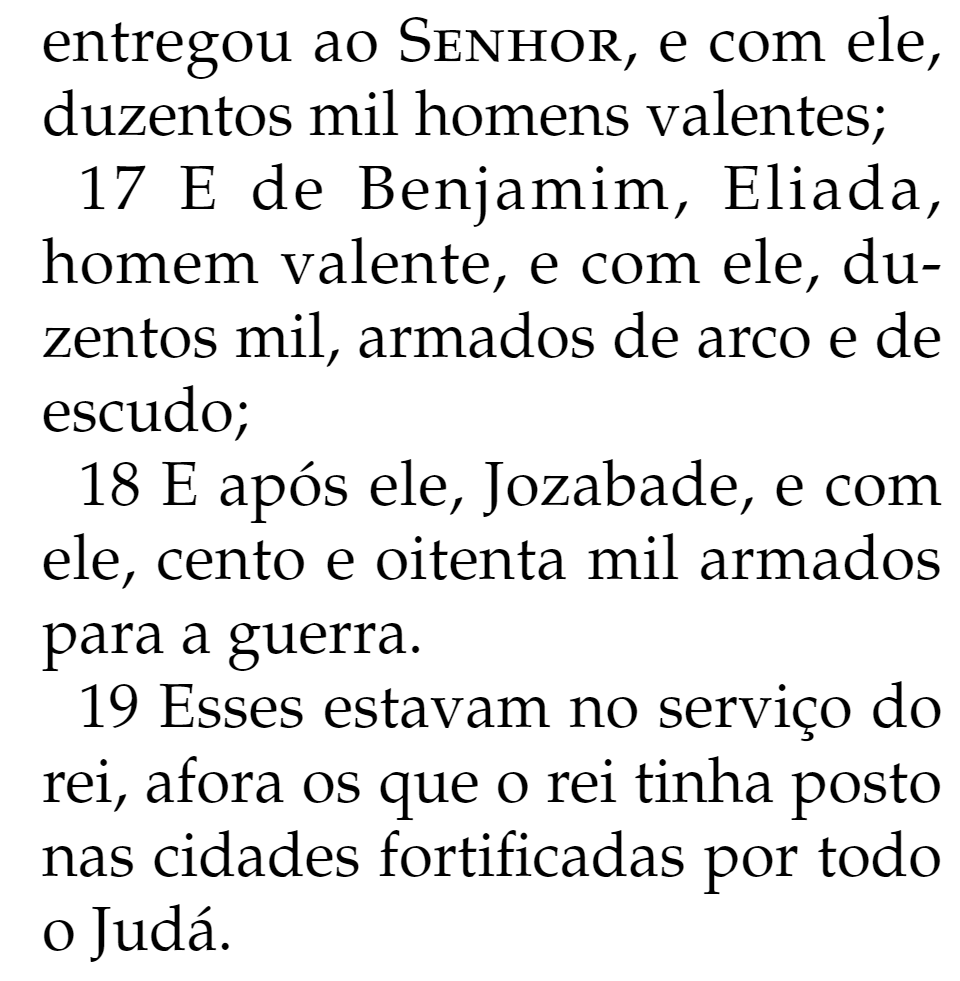 entregou ao SENHOR, e com ele,
duzentos mil homens valentes;
17 E de Benjamim, Eliada,
homem valente, e com ele, du-
zentos mil, armados de arco e de
escudo;
18 E após ele, Jozabade, e com
ele, cento e oitenta mil armados
para a guerra.
19 Esses estavam no serviço do
rei, afora os que o rei tinha posto
nas cidades fortificadas por todo
o Judá.